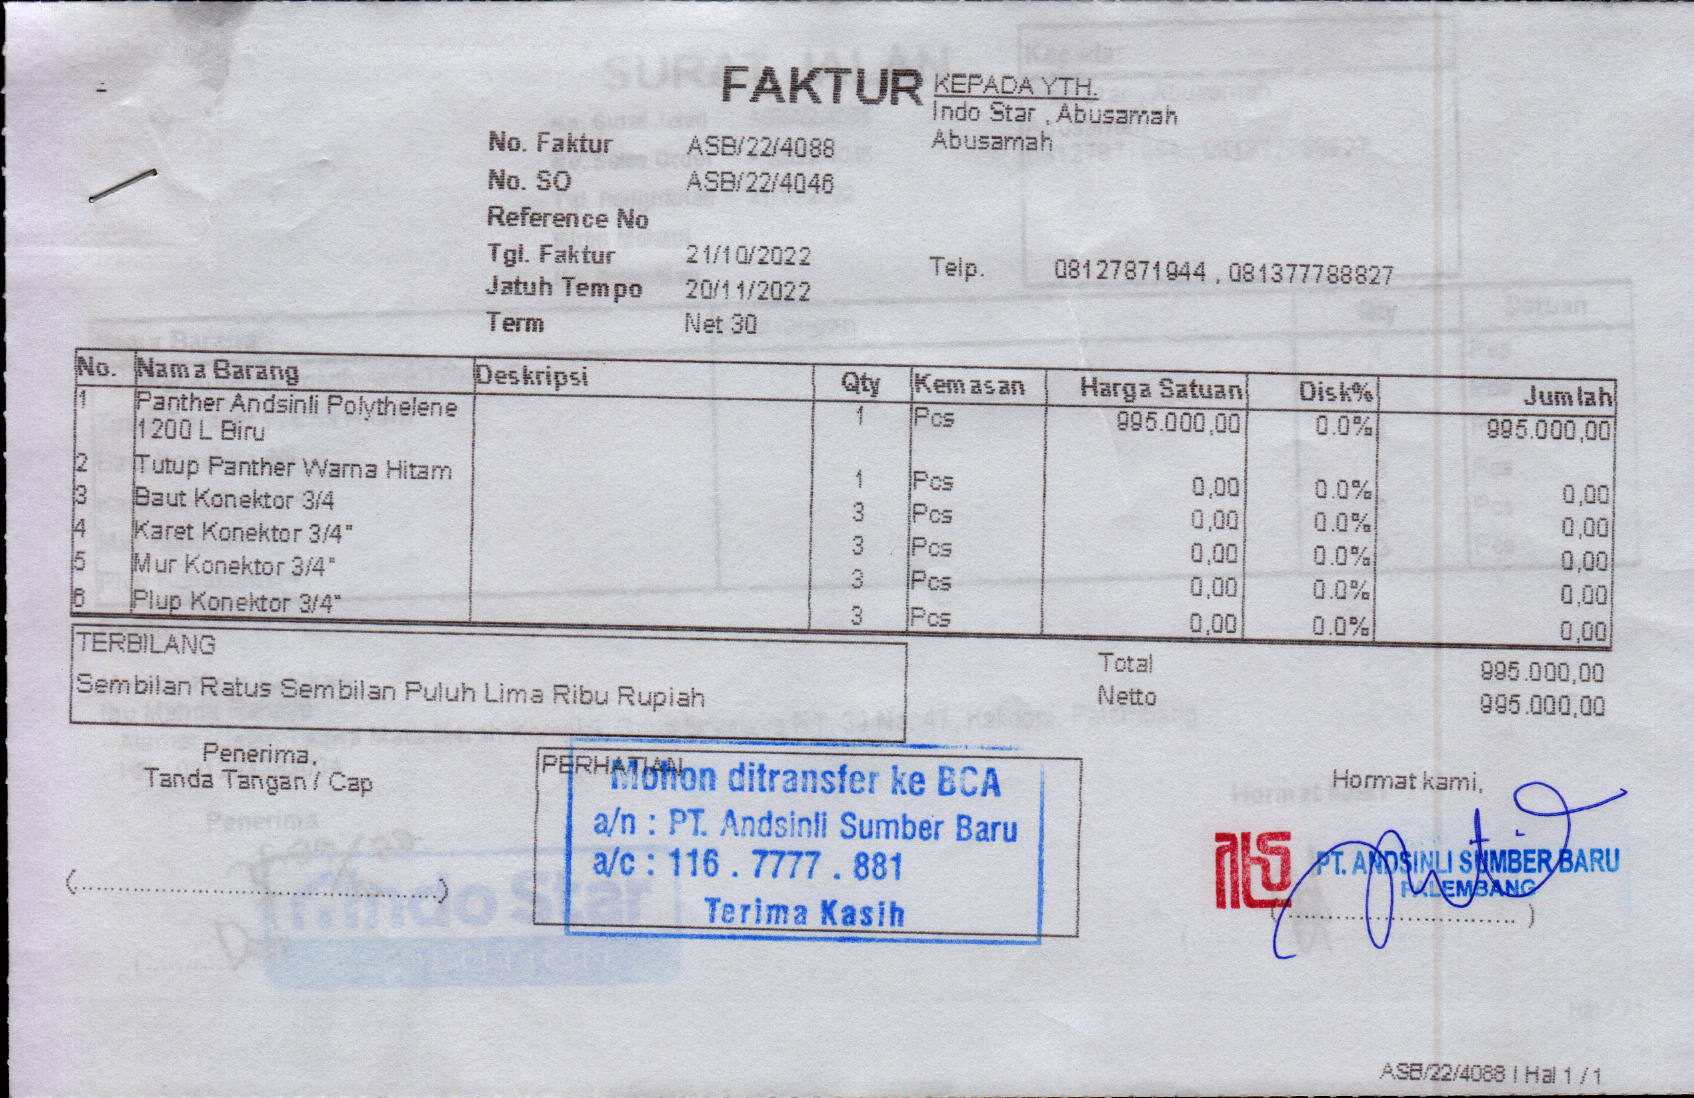 FAKTUR
KEPADA YTH.
Indo Star , Abusamah
Abusamah
No. Faktur ASB/22/4088
No. SO ASB/22/4046
Reference No
Tgl. Faktur 21/10/2022
Telp. 08127871944 , 081377788827
Jatuh Tempo 20/11/2022
Term Net 30
No. Nama Barang Deskripsi Qty Kemasan Harga Satuan Disk% Jumlah
1 Panther Andsinli Polythelene 1 Pcs 995.000,00 0.0% 995.000,00
1200 L Biru
2 Tutup Panther Warna Hitam 1 Pcs 0,00 0.0% 0,00
3 Baut Konektor 3/4 3 Pcs 0,00 0.0% 0,00
4 Karet Konektor 3/4" 3 Pcs 0,00 0.0% 0,00
5 Mur Konektor 3/4" 3 Pcs 0,00 0.0% 0,00
6 Plup Konektor 3/4" 3 Pcs 0,00 0.0% 0,00
TERBILANG
Sembilan Ratus Sembilan Puluh Lima Ribu Rupiah
Total 995.000,00
Netto 995.000,00
Penerima,
Tanda Tangan / Cap
PERHATIAN
Mohon ditransfer ke BCA
a/n : PT. Andsinli Sumber Baru
a/c : 116 . 7777 . 881
Terima Kasih
Hormat kami,
PT. ANDSINLI SUMBER BARU
PALEMBANG
ASB/22/4088 | Hal 1 / 1